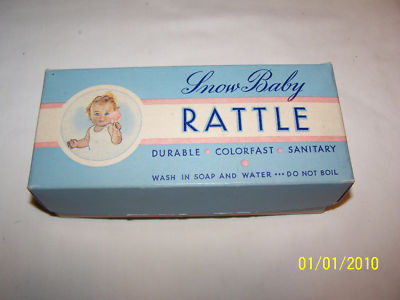 Snow Baby
RATTLE
DURABLE • COLORFAST • SANITARY
WASH IN SOAP AND WATER ••• DO NOT BOIL
01/01/2010